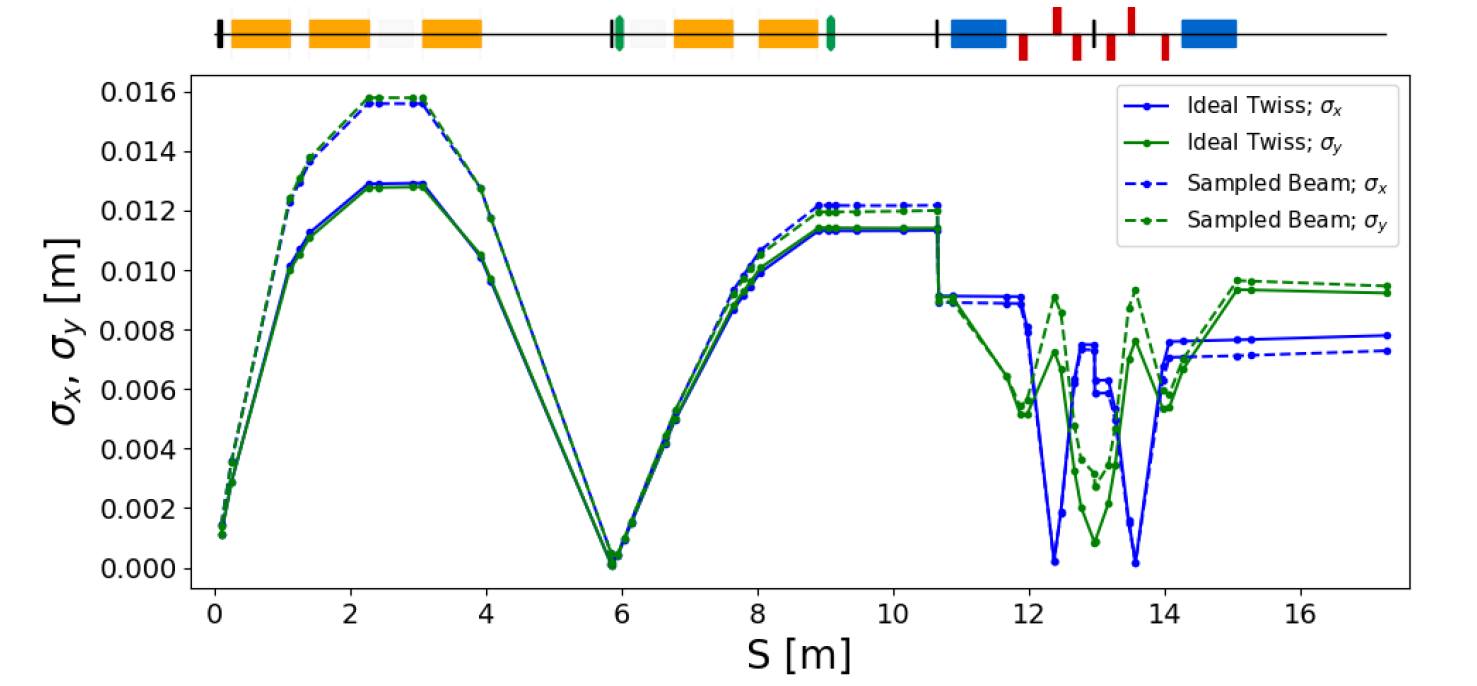 0.016
0.014
0.012
0.010
0.008
0.006
0.004
0.002
0.000
σx, σy [m]
Ideal Twiss; σx
Ideal Twiss; σy
Sampled Beam; σx
Sampled Beam; σy
0 2 4 6 8 10 12 14 16
S [m]